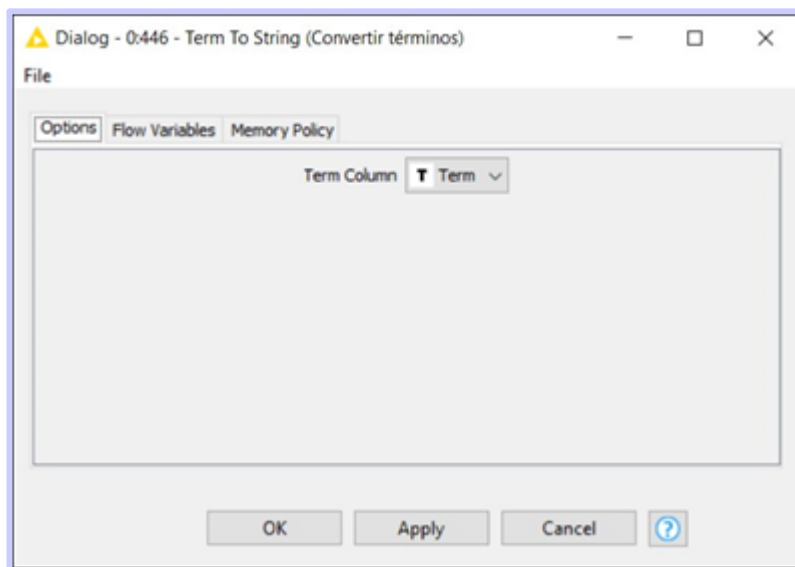 Dialog - 0:446 - Term To String (Convertir términos)
File
Options Flow Variables Memory Policy
Term Column T Term
OK Apply Cancel ?